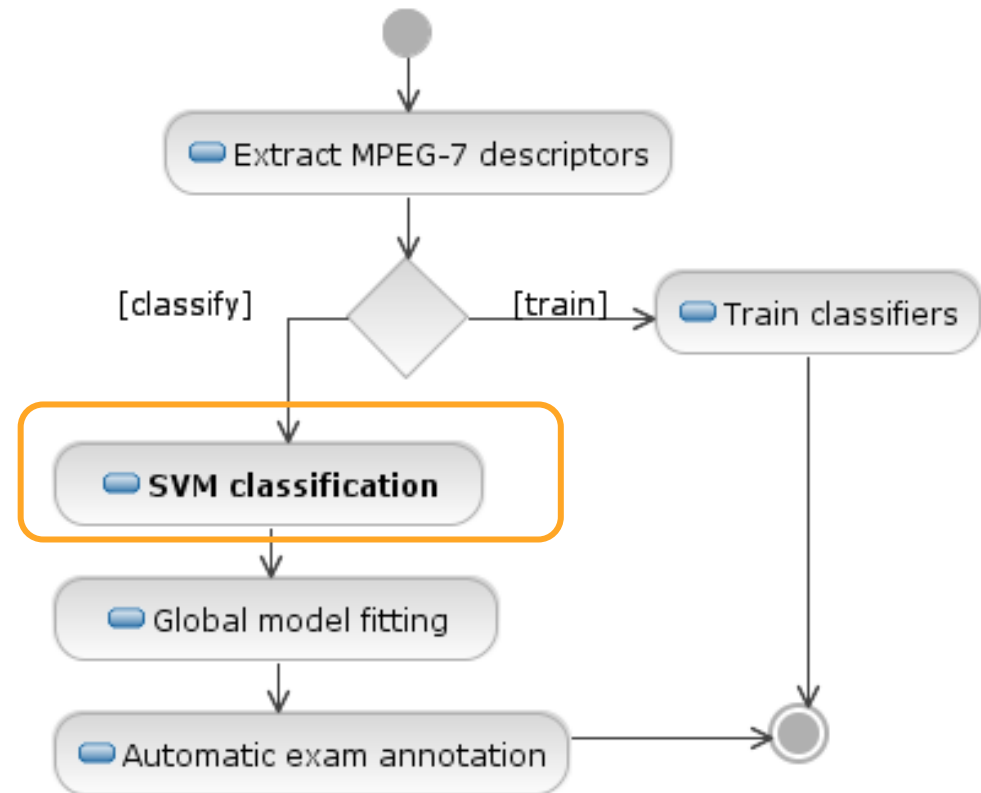 Extract MPEG-7 descriptors
[classify]
[train]
Train classifiers
SVM classification
Global model fitting
Automatic exam annotation